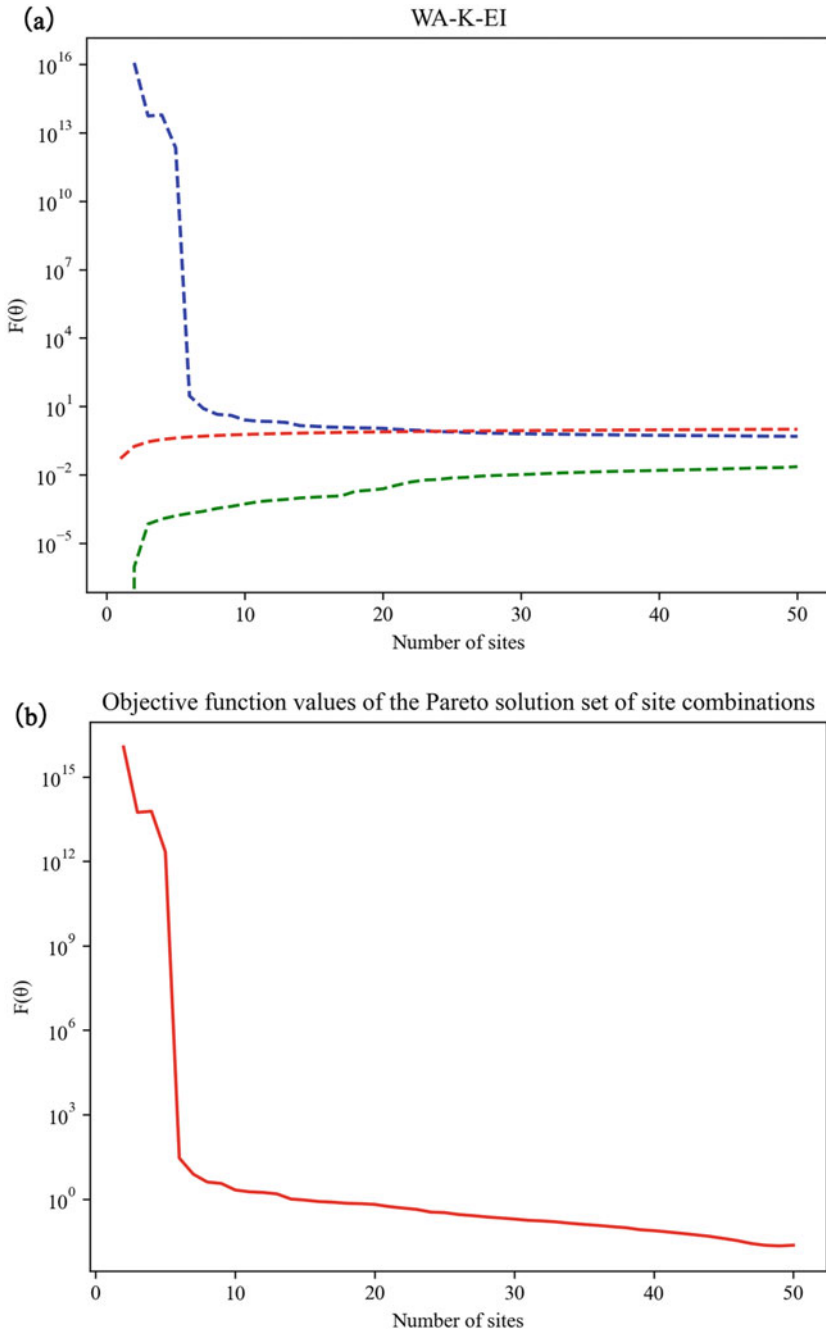 (a)
WA-K-EI
10^16
10^13
10^10
10^7
10^4
10^1
10^−2
10^−5
F(θ)
0 10 20 30 40 50
Number of sites
(b)
Objective function values of the Pareto solution set of site combinations
10^15
10^12
10^9
10^6
10^3
10^0
F(θ)
0 10 20 30 40 50
Number of sites